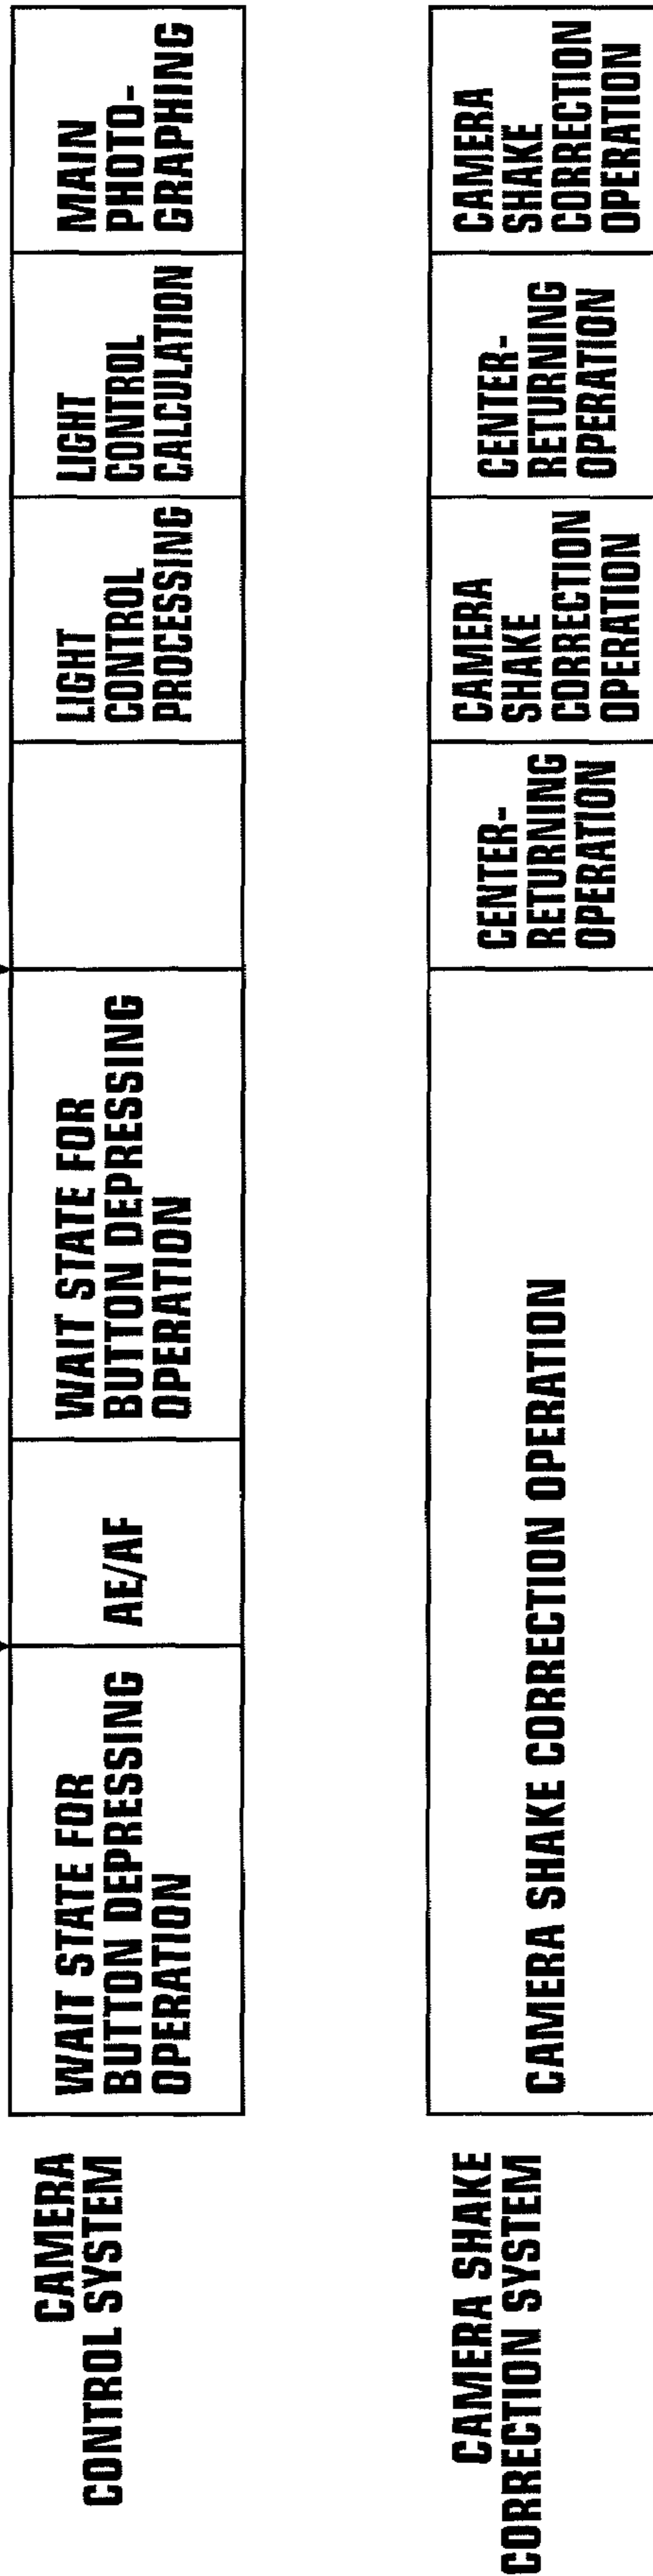 CAMERA
CONTROL SYSTEM
WAIT STATE FOR
BUTTON DEPRESSING
OPERATION
AE/AF
WAIT STATE FOR
BUTTON DEPRESSING
OPERATION
LIGHT
CONTROL
PROCESSING
LIGHT
CONTROL
CALCULATION
MAIN
PHOTO-
GRAPHING
CAMERA SHAKE
CORRECTION SYSTEM
CAMERA SHAKE CORRECTION OPERATION
CENTER-
RETURNING
OPERATION
CAMERA
SHAKE
CORRECTION
OPERATION
CENTER-
RETURNING
OPERATION
CAMERA
SHAKE
CORRECTION
OPERATION